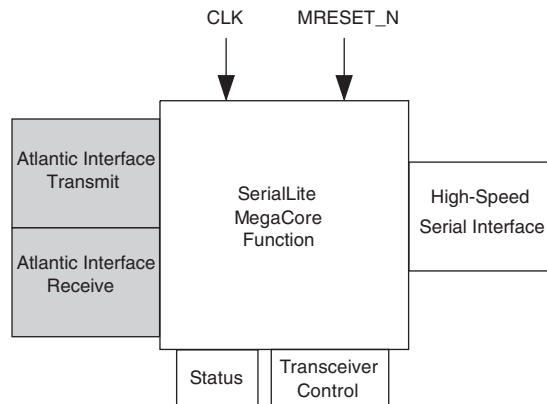 CLK
MRESET_N
Atlantic Interface
Transmit
SerialLite
MegaCore
Function
High-Speed
Serial Interface
Atlantic Interface
Receive
Status
Transceiver
Control